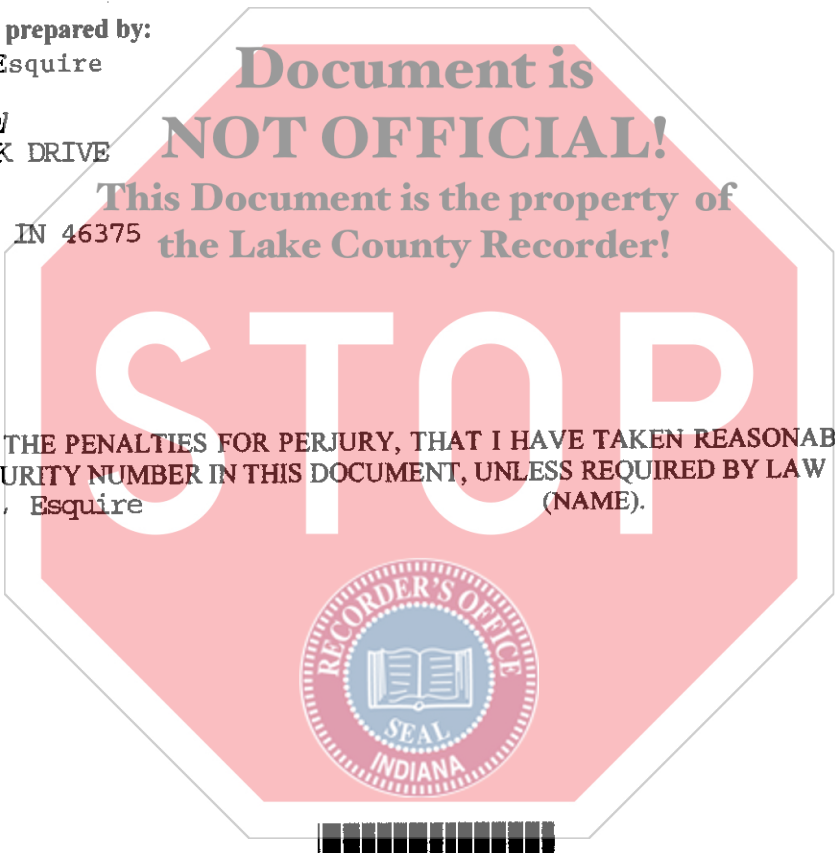 prepared by:
Esquire
Document is
NOT OFFICIAL!
K DRIVE
This Document is the property of
IN 46375
the Lake County Recorder!
STOP
THE PENALTIES FOR PERJURY, THAT I HAVE TAKEN REASONAB
URITY NUMBER IN THIS DOCUMENT, UNLESS REQUIRED BY LAW
, Esquire (NAME).
RECORDER'S OFFICE
SEAL
INDIANA